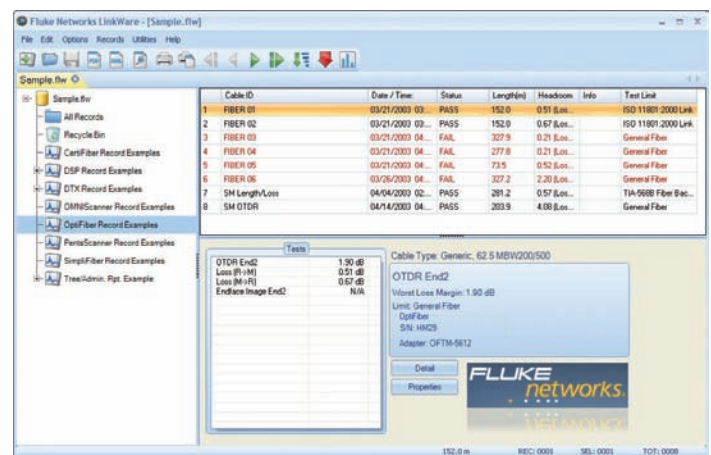 Fluke Networks LinkWare - [Sample.flw]
File Edit Options Records Utilities Help
Sample.flw
Sample.flw
All Records
Recycle Bin
CertiFiber Record Examples
DSP Record Examples
DTX Record Examples
OMNIScanner Record Examples
OptiFiber Record Examples
PentaScanner Record Examples
SimpliFiber Record Examples
Tree/Admin. Rpt. Example
Cable ID Date / Time: Status Length(m) Headroom Info Test Limit
1 FIBER 01 03/21/2003 03:... PASS 152.0 0.51 (Los... ISO 11801:2000 Link
2 FIBER 02 03/21/2003 03:... PASS 152.0 0.67 (Los... ISO 11801:2000 Link
3 FIBER 03 03/21/2003 04:... FAIL 327.9 0.21 (Los... General Fiber
4 FIBER 04 03/21/2003 04:... FAIL 277.8 0.21 (Los... General Fiber
5 FIBER 05 03/21/2003 04:... FAIL 73.5 0.52 (Los... General Fiber
6 FIBER 06 03/26/2003 04:... FAIL 327.2 2.20 (Los... General Fiber
7 SM Length/Loss 04/04/2003 02:... PASS 281.2 0.57 (Los... TIA-568B Fiber Bac...
8 SM OTDR 04/14/2003 04:... PASS 203.9 4.08 (Los... General Fiber
Tests
OTDR End2 1.90 dB
Loss (R->M) 0.51 dB
Loss (M->R) 0.67 dB
Endface Image End2 N/A
Cable Type: Generic, 62.5 MBW200/500
OTDR End2
Worst Loss Margin: 1.90 dB
Limit: General Fiber
OptiFiber
S/N: HM29
Adapter: OFTM-5612
Detail
Properties
FLUKE
networks.
152.0 m REC: 0001 SEL: 0001 TOT: 0008